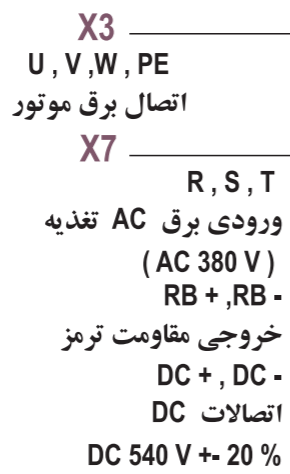 X3
U , V ,W , PE
اتصال برق موتور
X7
R , S , T
ورودی برق AC تغذیه
( AC 380 V )
RB + ,RB -
خروجی مقاومت ترمز
DC + , DC -
اتصالات DC
DC 540 V +- 20 %